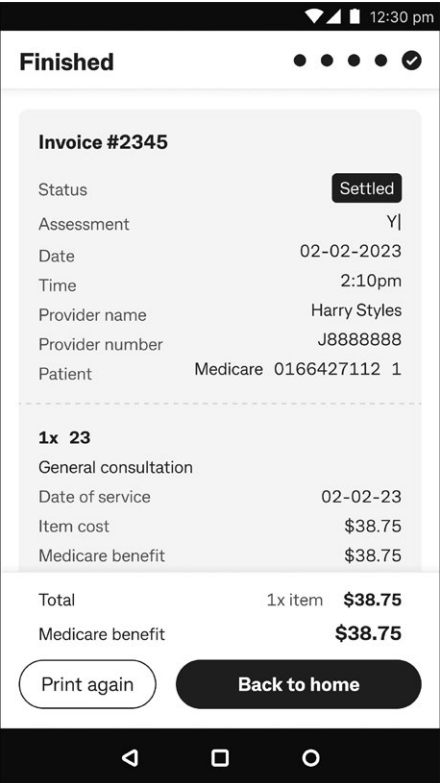 12:30 pm
Finished
Invoice #2345
Status Settled
Assessment Y|
Date 02-02-2023
Time 2:10pm
Provider name Harry Styles
Provider number J8888888
Patient Medicare 0166427112 1
1x 23
General consultation
Date of service 02-02-23
Item cost $38.75
Medicare benefit $38.75
Total 1x item $38.75
Medicare benefit $38.75
Print again Back to home